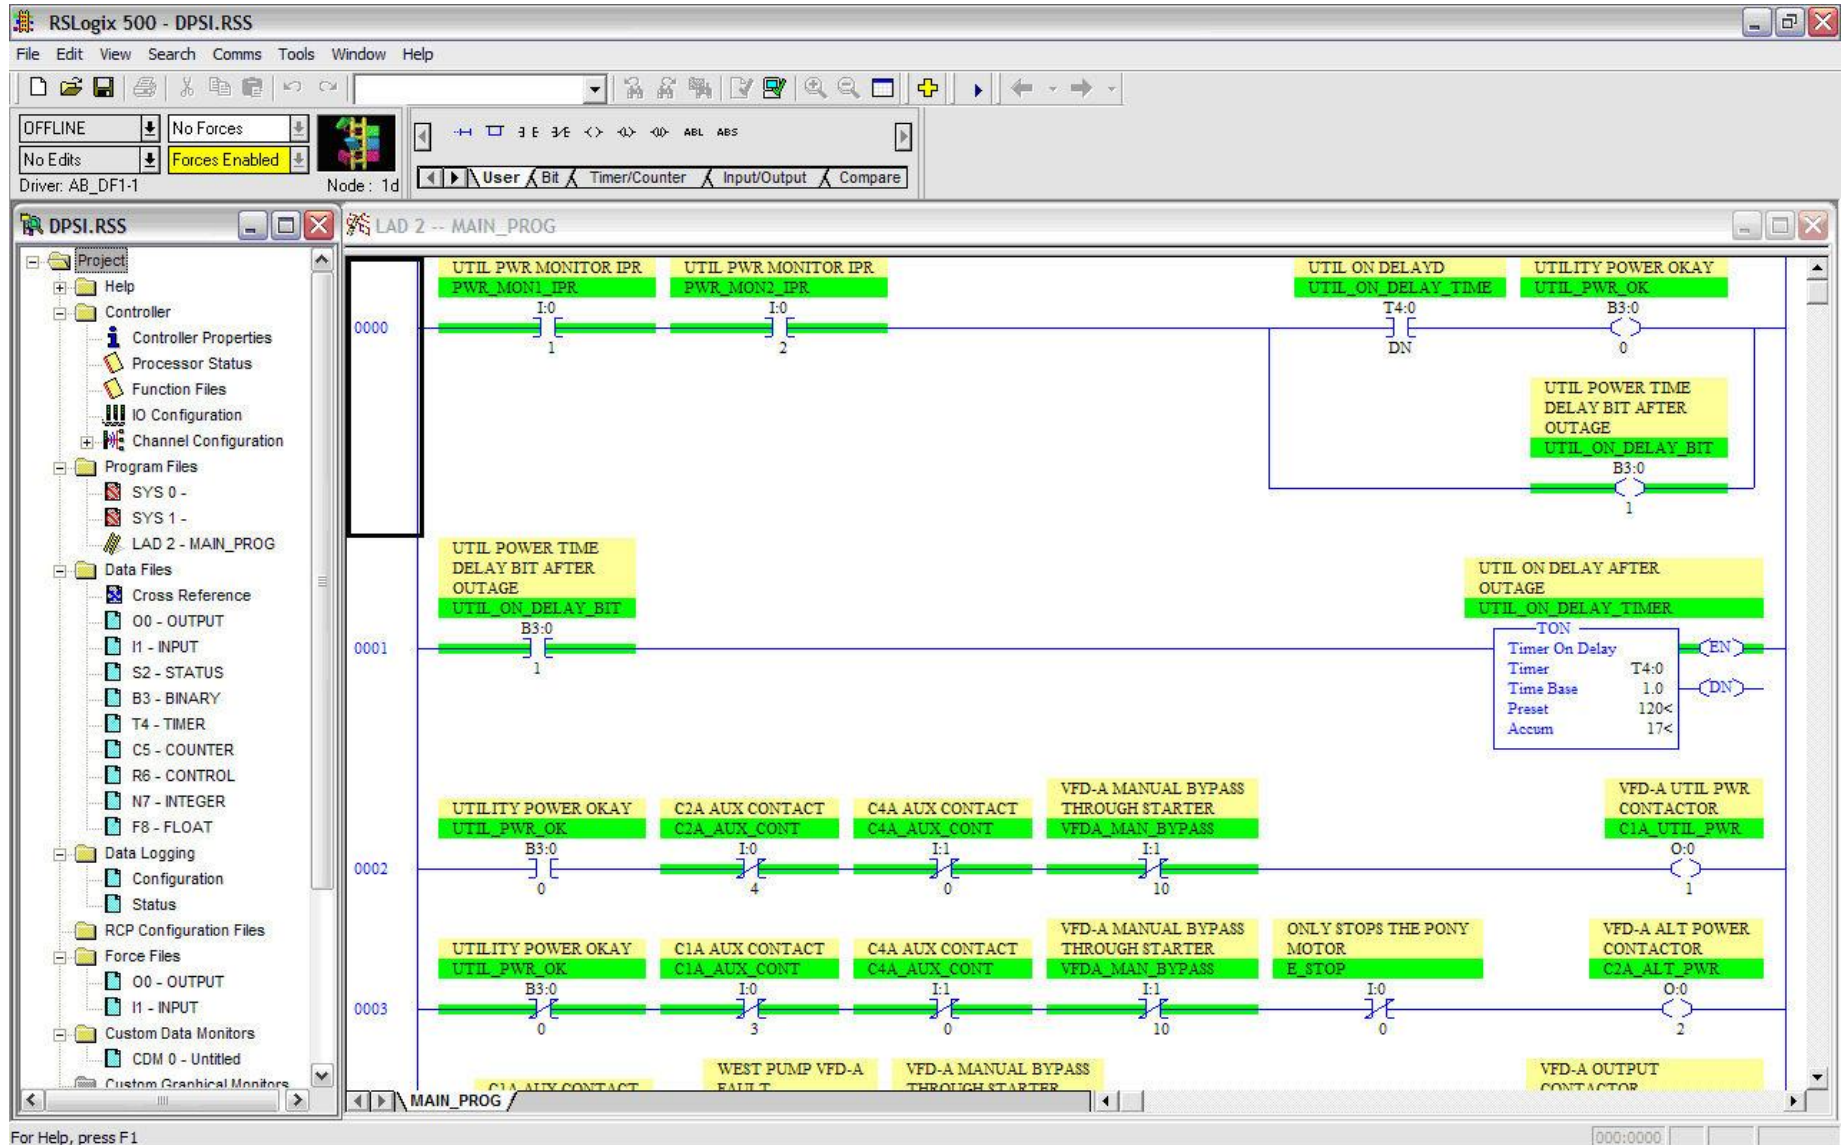 RSLogix 500 - DPSI.RSS
File Edit View Search Comms Tools Window Help
OFFLINE No Forces
No Edits Forces Enabled
Driver: AB_DF1-1 Node : 1d
ABL ABS
User Bit Timer/Counter Input/Output Compare
DPSI.RSS
Project
Help
Controller
Controller Properties
Processor Status
Function Files
IO Configuration
Channel Configuration
Program Files
SYS 0 -
SYS 1 -
LAD 2 - MAIN_PROG
Data Files
Cross Reference
O0 - OUTPUT
I1 - INPUT
S2 - STATUS
B3 - BINARY
T4 - TIMER
C5 - COUNTER
R6 - CONTROL
N7 - INTEGER
F8 - FLOAT
Data Logging
Configuration
Status
RCP Configuration Files
Force Files
O0 - OUTPUT
I1 - INPUT
Custom Data Monitors
CDM 0 - Untitled
Custom Graphical Monitors
LAD 2 -- MAIN_PROG
UTIL PWR MONITOR IPR UTIL PWR MONITOR IPR UTIL ON DELAYD UTILITY POWER OKAY
PWR_MON1_IPR PWR_MON2_IPR UTIL_ON_DELAY_TIME UTIL_PWR_OK
I:0 I:0 T4:0 B3:0
0000
1 2 DN 0
UTIL POWER TIME
DELAY BIT AFTER
OUTAGE
UTIL_ON_DELAY_BIT
B3:0
1
UTIL POWER TIME
DELAY BIT AFTER
OUTAGE
UTIL_ON_DELAY_BIT
B3:0
0001
1
UTIL ON DELAY AFTER
OUTAGE
UTIL_ON_DELAY_TIMER
TON
Timer On Delay EN
Timer T4:0
Time Base 1.0 DN
Preset 120<
Accum 17<
VFD-A MANUAL BYPASS VFD-A UTIL PWR
UTILITY POWER OKAY C2A AUX CONTACT C4A AUX CONTACT THROUGH STARTER CONTACTOR
UTIL_PWR_OK C2A_AUX_CONT C4A_AUX_CONT VFDA_MAN_BYPASS C1A_UTIL_PWR
B3:0 I:0 I:1 I:1 O:0
0002
0 4 0 10 1
VFD-A MANUAL BYPASS ONLY STOPS THE PONY VFD-A ALT POWER
UTILITY POWER OKAY C1A AUX CONTACT C4A AUX CONTACT THROUGH STARTER MOTOR CONTACTOR
UTIL_PWR_OK C1A_AUX_CONT C4A_AUX_CONT VFDA_MAN_BYPASS E_STOP C2A_ALT_PWR
B3:0 I:0 I:1 I:1 I:0 O:0
0003
0 3 0 10 0 2
WEST PUMP VFD-A VFD-A MANUAL BYPASS VFD-A OUTPUT
C1A AUX CONTACT FAULT THROUGH STARTER CONTACTOR
MAIN_PROG
For Help, press F1 000:0000